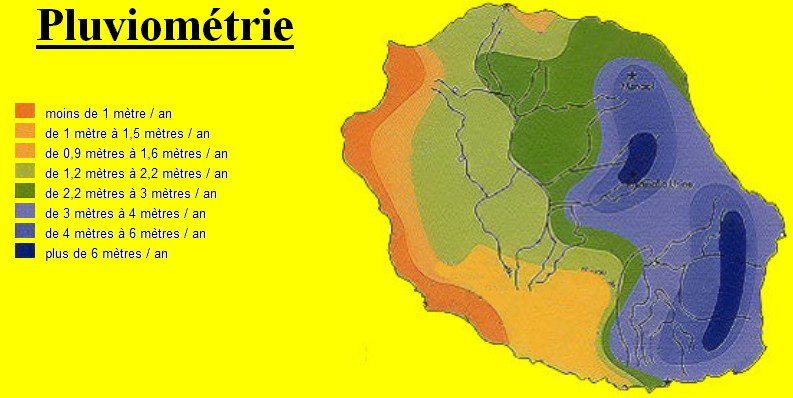 Pluviométrie
moins de 1 mètre / an
de 1 mètre à 1,5 mètres / an
de 0,9 mètres à 1,6 mètres / an
de 1,2 mètres à 2,2 mètres / an
de 2,2 mètres à 3 mètres / an
de 3 mètres à 4 mètres / an
de 4 mètres à 6 mètres / an
plus de 6 mètres / an